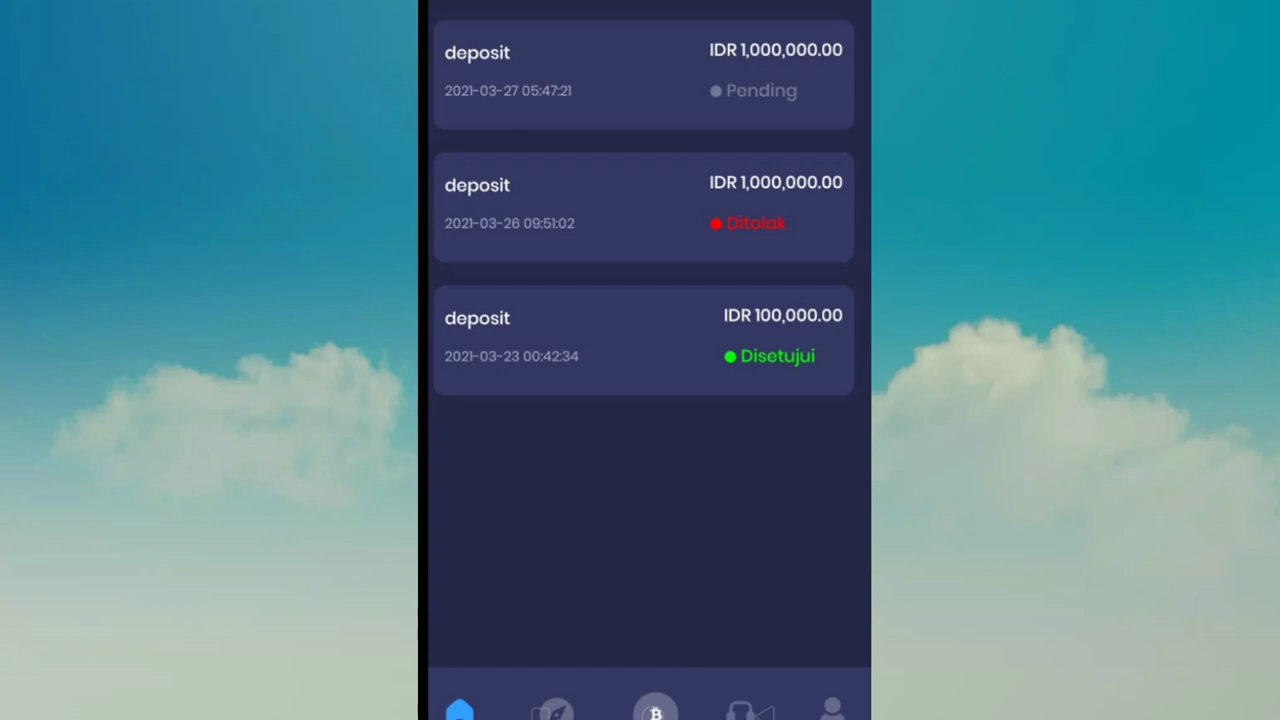 deposit
IDR 1,000,000.00
2021-03-27 05:47:21
Pending
deposit
IDR 1,000,000.00
2021-03-26 09:51:02
Ditolak
deposit
IDR 100,000.00
2021-03-23 00:42:34
Disetujui